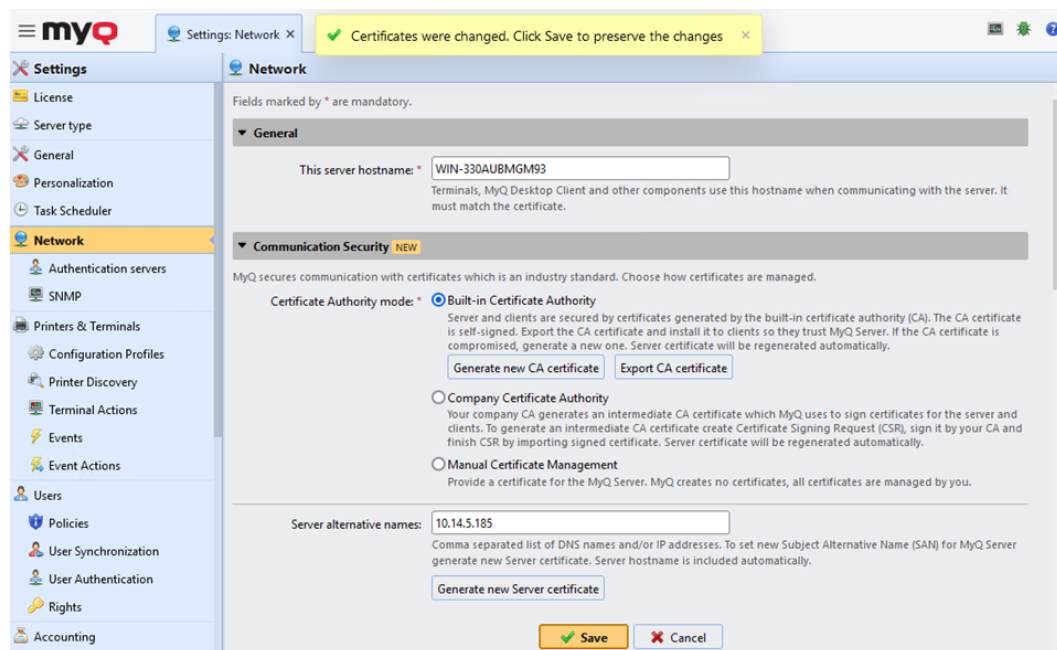 myQ
Settings: Network ×
Certificates were changed. Click Save to preserve the changes ×
Settings
License
Server type
General
Personalization
Task Scheduler
Network
Authentication servers
SNMP
Printers & Terminals
Configuration Profiles
Printer Discovery
Terminal Actions
Events
Event Actions
Users
Policies
User Synchronization
User Authentication
Rights
Accounting
Network
Fields marked by * are mandatory.
General
This server hostname: * WIN-330AUBMGM93
Terminals, MyQ Desktop Client and other components use this hostname when communicating with the server. It
must match the certificate.
Communication Security NEW
MyQ secures communication with certificates which is an industry standard. Choose how certificates are managed.
Certificate Authority mode: * Built-in Certificate Authority
Server and clients are secured by certificates generated by the built-in certificate authority (CA). The CA certificate
is self-signed. Export the CA certificate and install it to clients so they trust MyQ Server. If the CA certificate is
compromised, generate a new one. Server certificate will be regenerated automatically.
Generate new CA certificate Export CA certificate
Company Certificate Authority
Your company CA generates an intermediate CA certificate which MyQ uses to sign certificates for the server and
clients. To generate an intermediate CA certificate create Certificate Signing Request (CSR), sign it by your CA and
finish CSR by importing signed certificate. Server certificate will be regenerated automatically.
Manual Certificate Management
Provide a certificate for the MyQ Server. MyQ creates no certificates, all certificates are managed by you.
Server alternative names: 10.14.5.185
Comma separated list of DNS names and/or IP addresses. To set new Subject Alternative Name (SAN) for MyQ Server
generate new Server certificate. Server hostname is included automatically.
Generate new Server certificate
Save Cancel